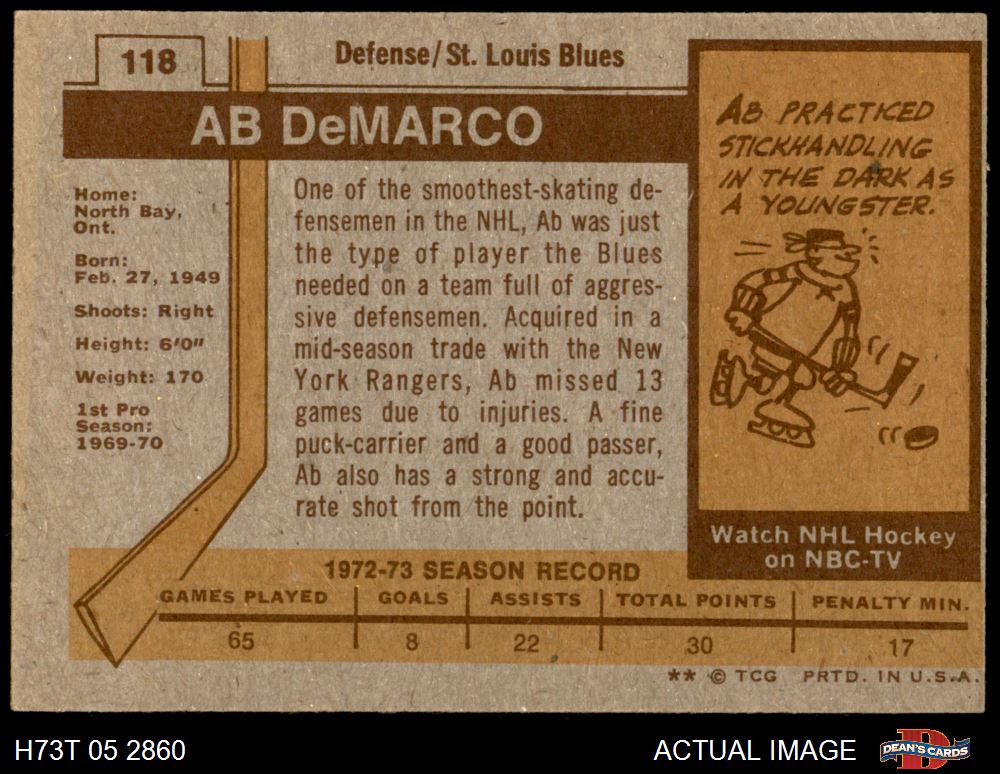 118
Defense/St. Louis Blues
AB DeMARCO
Home:
North Bay,
Ont.
Born:
Feb. 27, 1949
Shoots: Right
Height: 6'0"
Weight: 170
1st Pro
Season:
1969-70
One of the smoothest-skating de-
fensemen in the NHL, Ab was just
the type of player the Blues
needed on a team full of aggres-
sive defensemen. Acquired in a
mid-season trade with the New
York Rangers, Ab missed 13
games due to injuries. A fine
puck-carrier and a good passer,
Ab also has a strong and accu-
rate shot from the point.
AB PRACTICED
STICKHANDLING
IN THE DARK AS
A YOUNGSTER.
Watch NHL Hockey
on NBC-TV
1972-73 SEASON RECORD
GAMES PLAYED GOALS ASSISTS TOTAL POINTS PENALTY MIN.
65 8 22 30 17
** © TCG PRTD. IN U.S.A.
H73T 05 2860 ACTUAL IMAGE DEAN'S CARDS